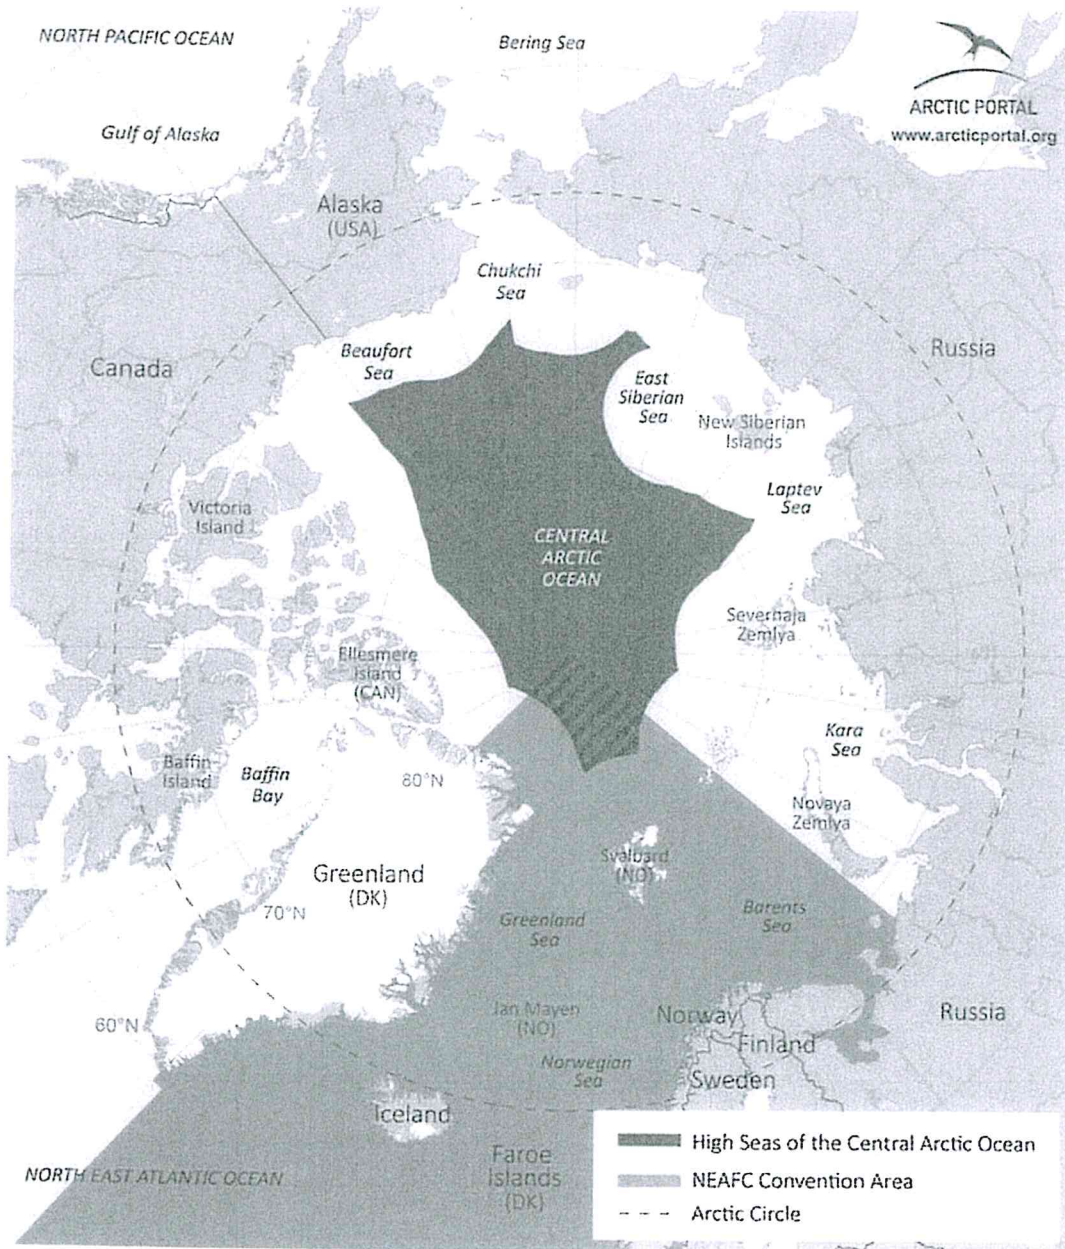 NORTH PACIFIC OCEAN
Bering Sea
ARCTIC PORTAL
www.arcticportal.org
Gulf of Alaska
Alaska
(USA)
Chukchi
Sea
Canada
Beaufort
Sea
Russia
East
Siberian
Sea
New Siberian
Islands
Laptev
Sea
Victoria
Island
CENTRAL
ARCTIC
OCEAN
Severnaja
Zemlya
Ellesmere
Island
(CAN)
Kara
Sea
Baffin
Island
Baffin
Bay
80°N
Novaya
Zemlya
Svalbard
(NO)
Greenland
(DK)
70°N
Greenland
Sea
Barents
Sea
60°N
Jan Mayen
(NO)
Norway
Russia
Finland
Norwegian
Sea
Sweden
Iceland
Faroe
Islands
(DK)
NORTH EAST ATLANTIC OCEAN
High Seas of the Central Arctic Ocean
NEAFC Convention Area
Arctic Circle